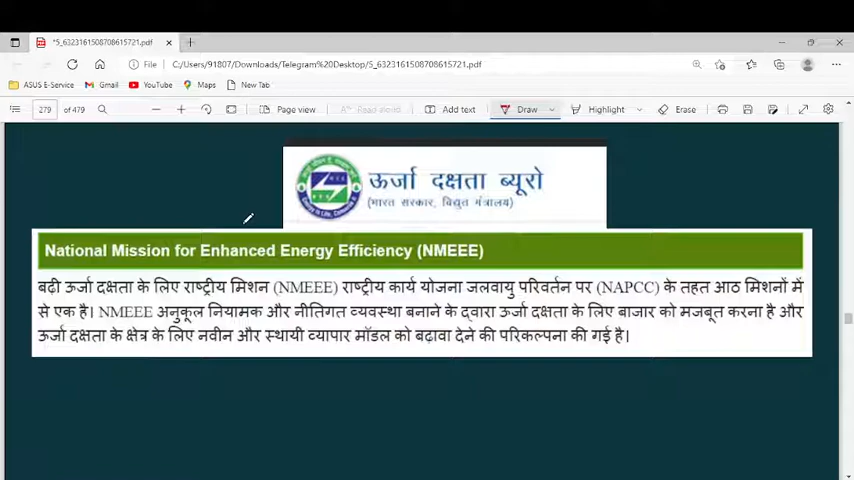 *5_6323161508708615721.pdf
File C:/Users/91807/Downloads/Telegram%20Desktop/5_6323161508708615721.pdf
ASUS E-Service Gmail YouTube Maps New Tab
279 of 479 Page view Read aloud Add text Draw Highlight Erase
ऊर्जा दक्षता ब्यूरो
(भारत सरकार, विद्युत मंत्रालय)
National Mission for Enhanced Energy Efficiency (NMEEE)
बढ़ी ऊर्जा दक्षता के लिए राष्ट्रीय मिशन (NMEEE) राष्ट्रीय कार्य योजना जलवायु परिवर्तन पर (NAPCC) के तहत आठ मिशनों में
से एक है। NMEEE अनुकूल नियामक और नीतिगत व्यवस्था बनाने के द्वारा ऊर्जा दक्षता के लिए बाजार को मजबूत करना है और
ऊर्जा दक्षता के क्षेत्र के लिए नवीन और स्थायी व्यापार मॉडल को बढ़ावा देने की परिकल्पना की गई है।